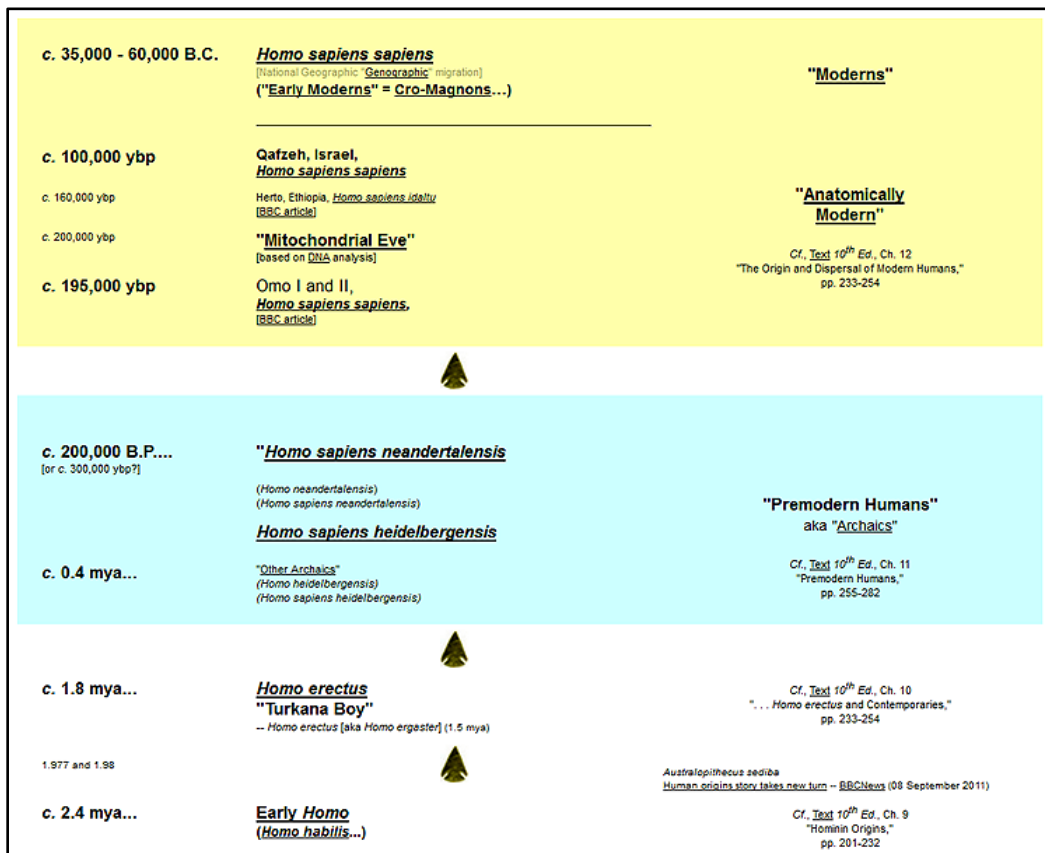 c. 35,000 - 60,000 B.C.
Homo sapiens sapiens
[National Geographic "Genographic" migration]
("Early Moderns" = Cro-Magnons…)
"Moderns"
c. 100,000 ybp
Qafzeh, Israel,
Homo sapiens sapiens
c. 160,000 ybp
Herto, Ethiopia, Homo sapiens idaltu
[BBC article]
"Anatomically
Modern"
c. 200,000 ybp
"Mitochondrial Eve"
[based on DNA analysis]
Cf., Text 10th Ed., Ch. 12
"The Origin and Dispersal of Modern Humans,"
pp. 233-254
c. 195,000 ybp
Omo I and II,
Homo sapiens sapiens,
[BBC article]
c. 200,000 B.P....
[or c. 300,000 ybp?]
"Homo sapiens neandertalensis
(Homo neandertalensis)
(Homo sapiens neandertalensis)
Homo sapiens heidelbergensis
"Premodern Humans"
aka "Archaics"
c. 0.4 mya...
"Other Archaics"
(Homo heidelbergensis)
(Homo sapiens heidelbergensis)
Cf., Text 10th Ed., Ch. 11
"Premodern Humans,"
pp. 255-282
c. 1.8 mya...
Homo erectus
"Turkana Boy"
-- Homo erectus [aka Homo ergaster] (1.5 mya)
Cf., Text 10th Ed., Ch. 10
". . . Homo erectus and Contemporaries,"
pp. 233-254
1.977 and 1.98
Australopithecus sediba
Human origins story takes new turn -- BBCNews (08 September 2011)
c. 2.4 mya...
Early Homo
(Homo habilis...)
Cf., Text 10th Ed., Ch. 9
"Hominin Origins,"
pp. 201-232